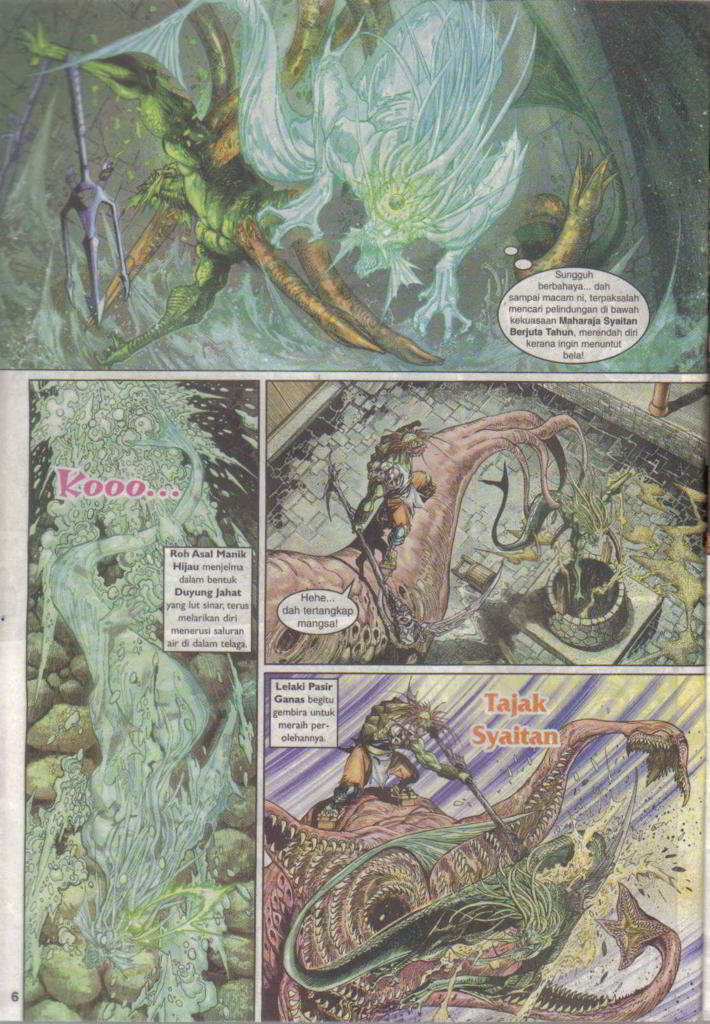 Sungguh
berbahaya... dah
sampai macam ni, terpaksalah
mencari pelindungan di bawah
kekuasaan Maharaja Syaitan
Berjuta Tahun, merendah diri
kerana ingin menuntut
bela!
Kooo...
Roh Asal Manik
Hijau menjelma
dalam bentuk
Duyung Jahat
yang lut sinar, terus
melarikan diri
menerusi saluran
air di dalam telaga.
Hehe...
dah tertangkap
mangsa!
Lelaki Pasir
Ganas begitu
gembira untuk
meraih per-
olehannya.
Tajak
Syaitan
6